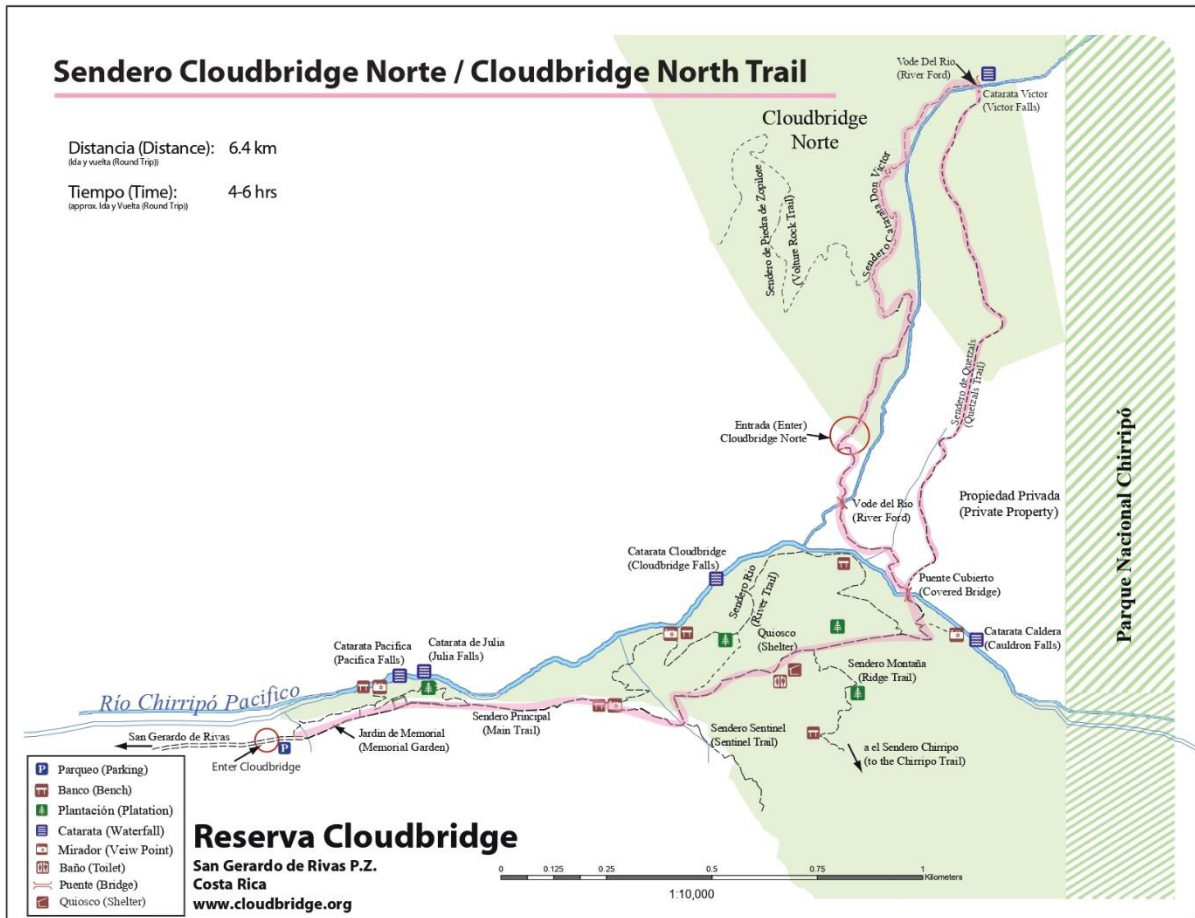 Sendero Cloudbridge Norte / Cloudbridge North Trail
Distancia (Distance): 6.4 km
(Ida y vuelta (Round Trip))
Tiempo (Time): 4-6 hrs
(approx. Ida y Vuelta (Round Trip))
Vode Del Rio
(River Ford)
Catarata Victor
(Victor Falls)
Cloudbridge
Norte
Sendero de Piedra de Zopilote
(Volture Rock Trail)
Sendero Catarata Don Victor
Sendero de Quetzals
(Quetzals Trail)
Entrada (Enter)
Cloudbridge Norte
Vode del Rio
(River Ford)
Propiedad Privada
(Private Property)
Parque Nacional Chirripó
Catarata Cloudbridge
(Cloudbridge Falls)
Sendero Rio
(River Trail)
Puente Cubierto
(Covered Bridge)
Quiosco
(Shelter)
Catarata Caldera
(Cauldron Falls)
Catarata Pacifica
(Pacifica Falls)
Catarata de Julia
(Julia Falls)
Sendero Montaña
(Ridge Trail)
Río Chirripó Pacifico
Sendero Principal
(Main Trail)
Jardin de Memorial
(Memorial Garden)
Sendero Sentinel
(Sentinel Trail)
San Gerardo de Rivas
Enter Cloudbridge
P
a el Sendero Chirripo
(to the Chirripo Trail)
P Parqueo (Parking)
Banco (Bench)
Plantación (Platation)
Catarata (Waterfall)
Mirador (Veiw Point)
Baño (Toilet)
Puente (Bridge)
Quiosco (Shelter)
Reserva Cloudbridge
San Gerardo de Rivas P.Z.
Costa Rica
www.cloudbridge.org
0 0.125 0.25 0.5 0.75 1
Kilometers
1:10,000